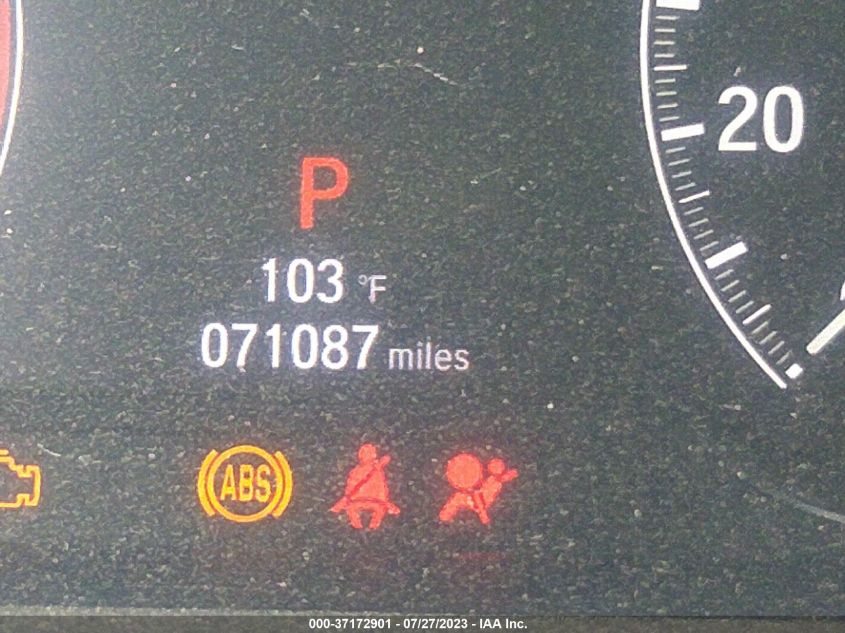 20
P
103 °F
071087 miles
ABS
000-37172901 - 07/27/2023 - IAA Inc.